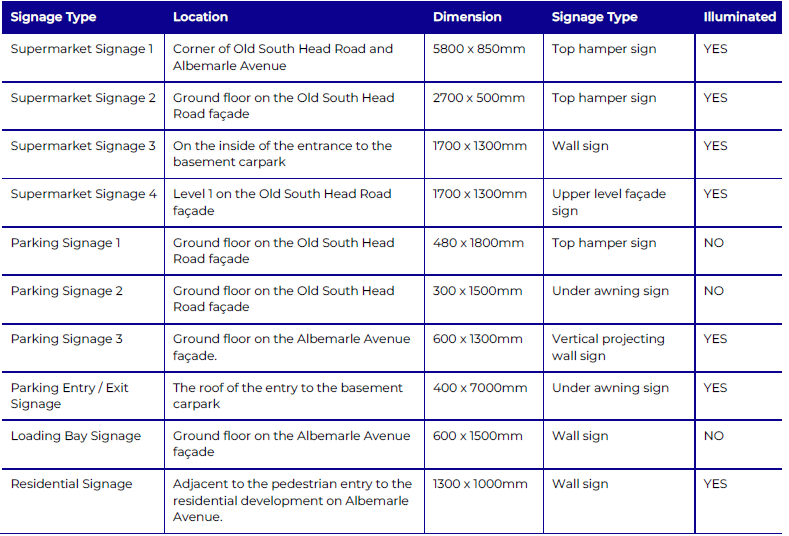 Signage Type Location Dimension Signage Type Illuminated
Supermarket Signage 1 Corner of Old South Head Road and 5800 x 850mm Top hamper sign YES
Albemarle Avenue
Supermarket Signage 2 Ground floor on the Old South Head 2700 x 500mm Top hamper sign YES
Road façade
Supermarket Signage 3 On the inside of the entrance to the 1700 x 1300mm Wall sign YES
basement carpark
Supermarket Signage 4 Level 1 on the Old South Head Road 1700 x 1300mm Upper level façade YES
façade sign
Parking Signage 1 Ground floor on the Old South Head 480 x 1800mm Top hamper sign NO
Road façade
Parking Signage 2 Ground floor on the Old South Head 300 x 1500mm Under awning sign NO
Road façade
Parking Signage 3 Ground floor on the Albemarle Avenue 600 x 1300mm Vertical projecting YES
façade. wall sign
Parking Entry / Exit The roof of the entry to the basement 400 x 7000mm Under awning sign YES
Signage carpark
Loading Bay Signage Ground floor on the Albemarle Avenue 600 x 1500mm Wall sign NO
façade
Residential Signage Adjacent to the pedestrian entry to the 1300 x 1000mm Wall sign YES
residential development on Albemarle
Avenue.